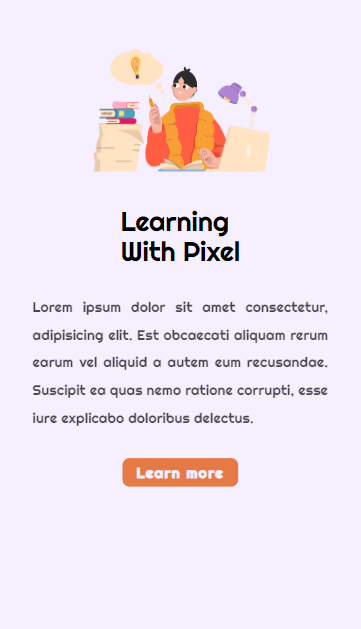 Learning
With Pixel
Lorem ipsum dolor sit amet consectetur,
adipisicing elit. Est obcaecati aliquam rerum
earum vel aliquid a autem eum recusandae.
Suscipit ea quas nemo ratione corrupti, esse
iure explicabo doloribus delectus.
Learn more